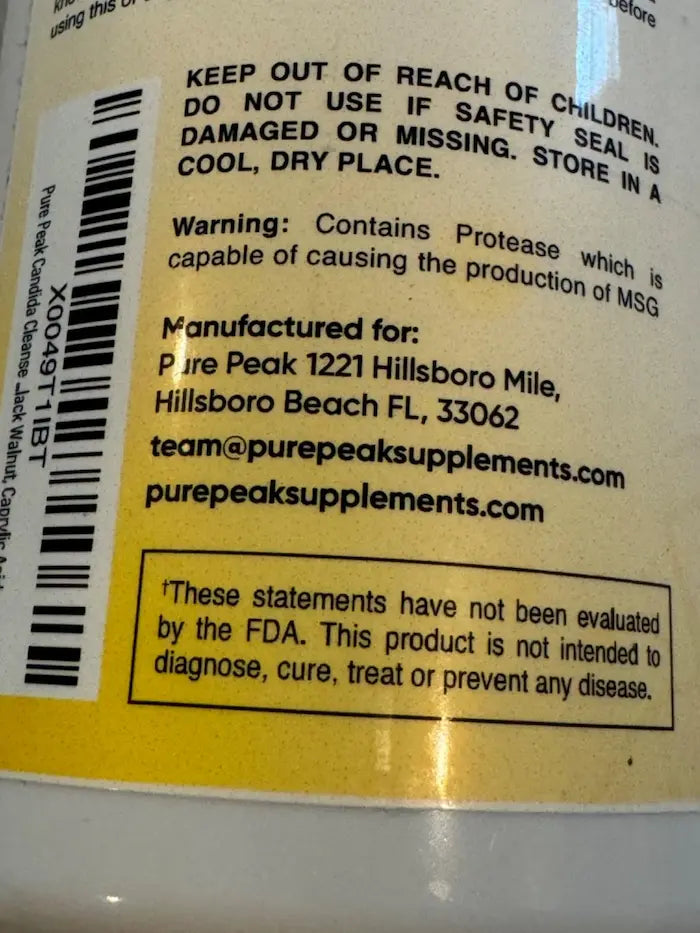 using this
before
KEEP OUT OF REACH OF CHILDREN.
DO NOT USE IF SAFETY SEAL IS
DAMAGED OR MISSING. STORE IN A
COOL, DRY PLACE.
Warning: Contains Protease which is
capable of causing the production of MSG
Manufactured for:
Pure Peak 1221 Hillsboro Mile,
Hillsboro Beach FL, 33062
team@purepeaksupplements.com
purepeaksupplements.com
†These statements have not been evaluated
by the FDA. This product is not intended to
diagnose, cure, treat or prevent any disease.
X0049T1IBT
Pure Peak Candida Cleanse ...lack Walnut, Caprylic Acid